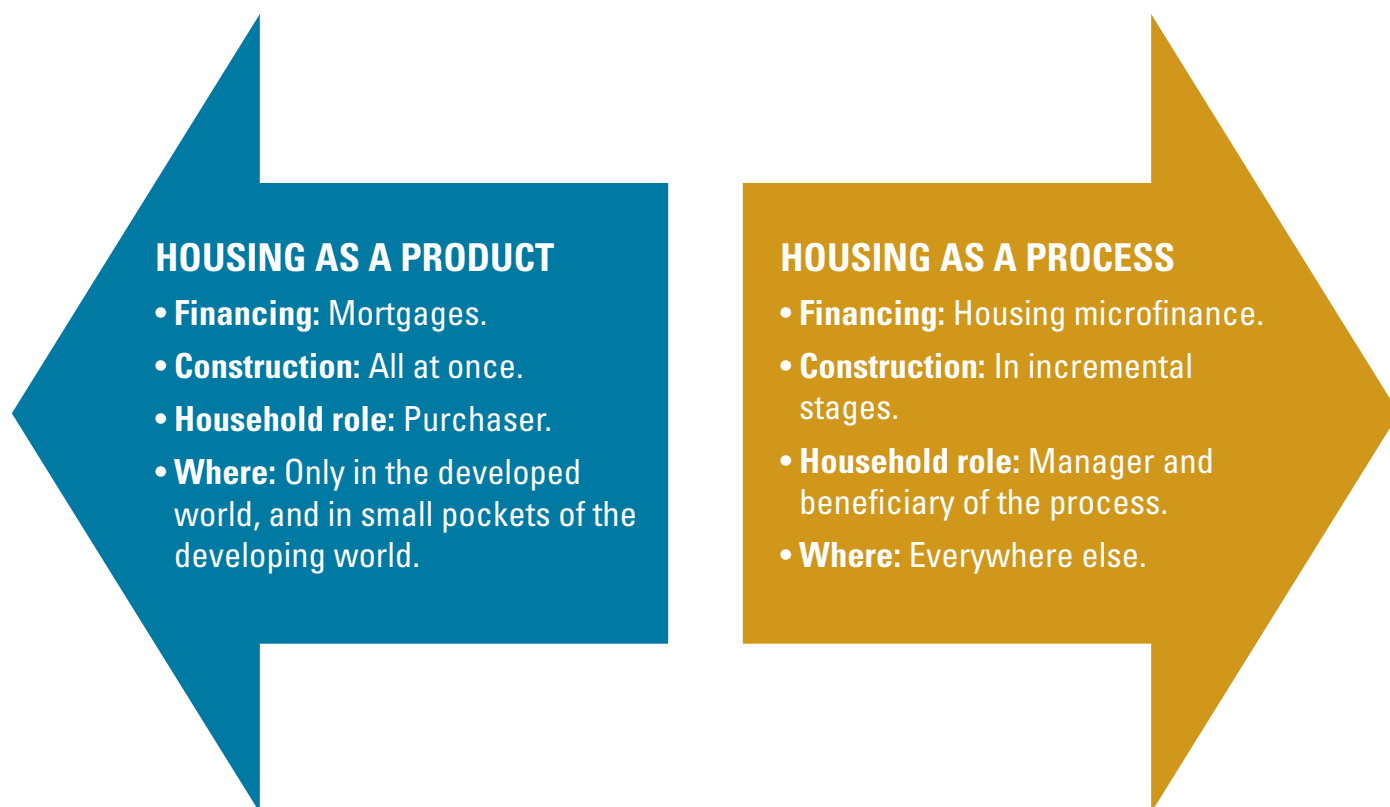 HOUSING AS A PRODUCT
• Financing: Mortgages.
• Construction: All at once.
• Household role: Purchaser.
• Where: Only in the developed
world, and in small pockets of the
developing world.
HOUSING AS A PROCESS
• Financing: Housing microfinance.
• Construction: In incremental
stages.
• Household role: Manager and
beneficiary of the process.
• Where: Everywhere else.